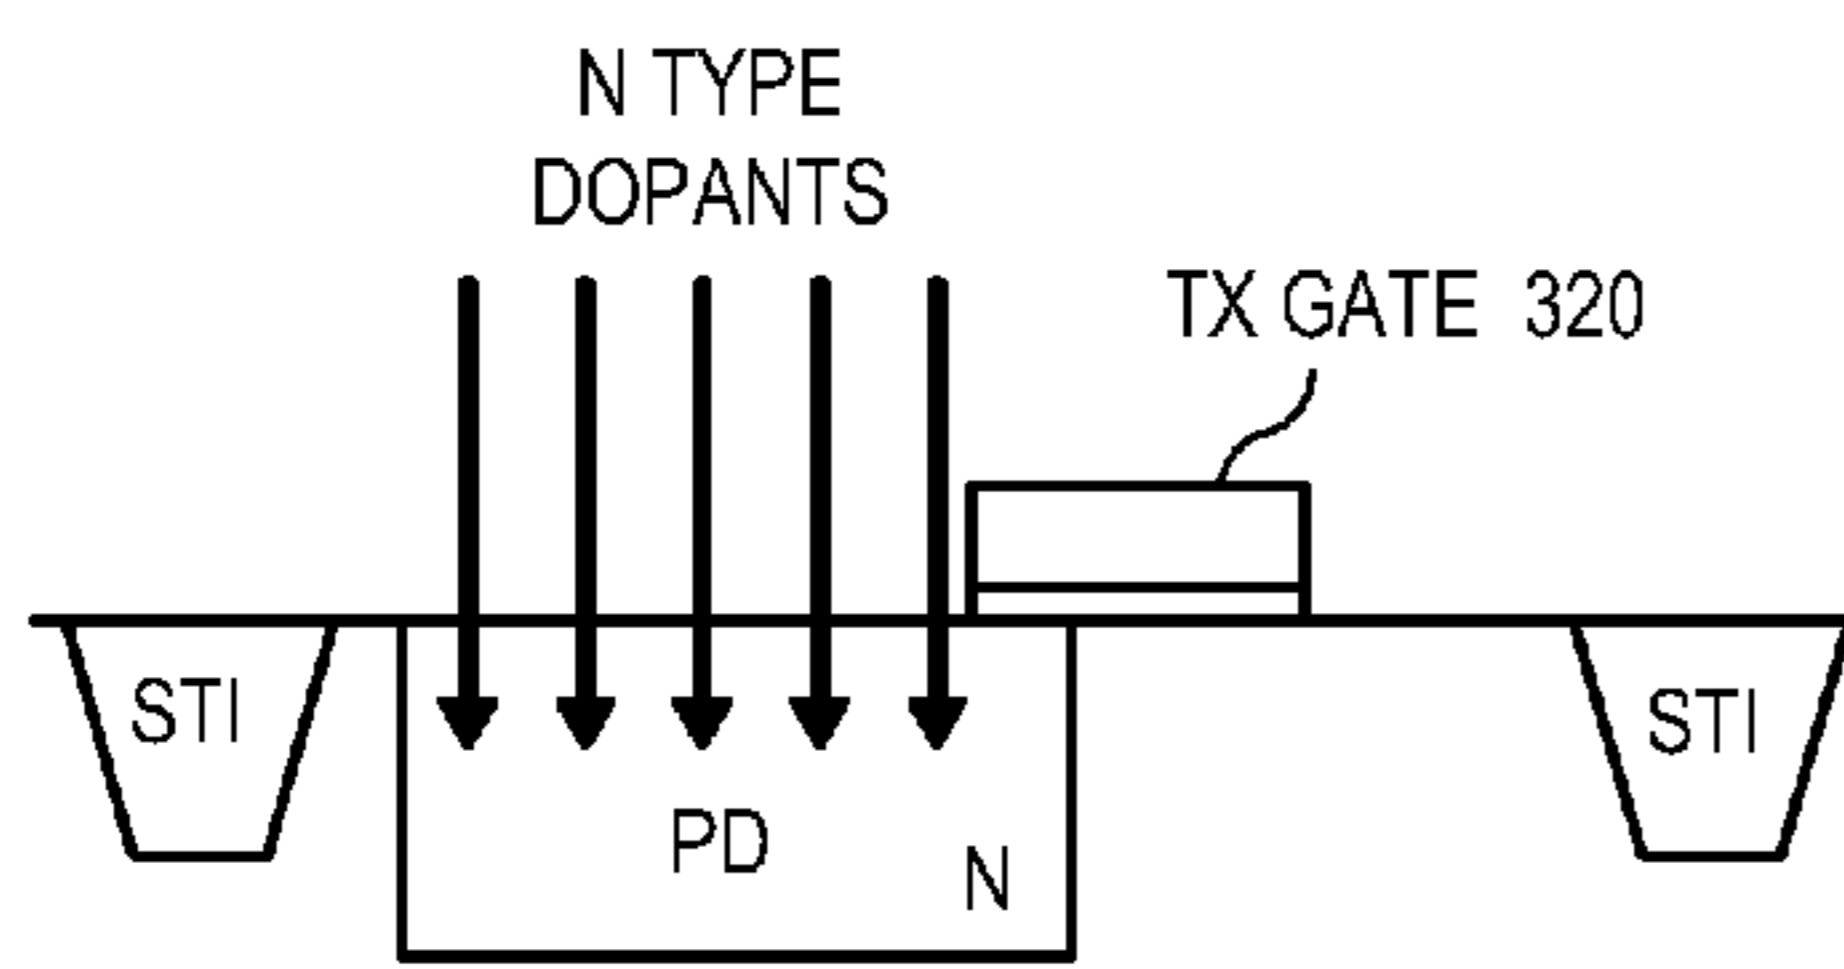 N TYPE
DOPANTS
TX GATE 320
STI
STI
PD
N